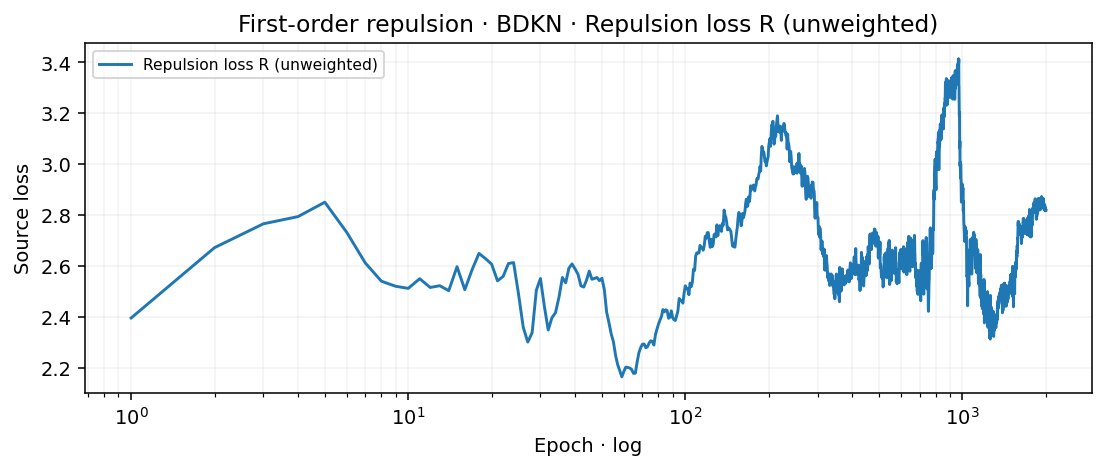 First-order repulsion · BDKN · Repulsion loss R (unweighted)
Repulsion loss R (unweighted)
Source loss
3.4
3.2
3.0
2.8
2.6
2.4
2.2
10⁰ 10¹ 10² 10³
Epoch · log